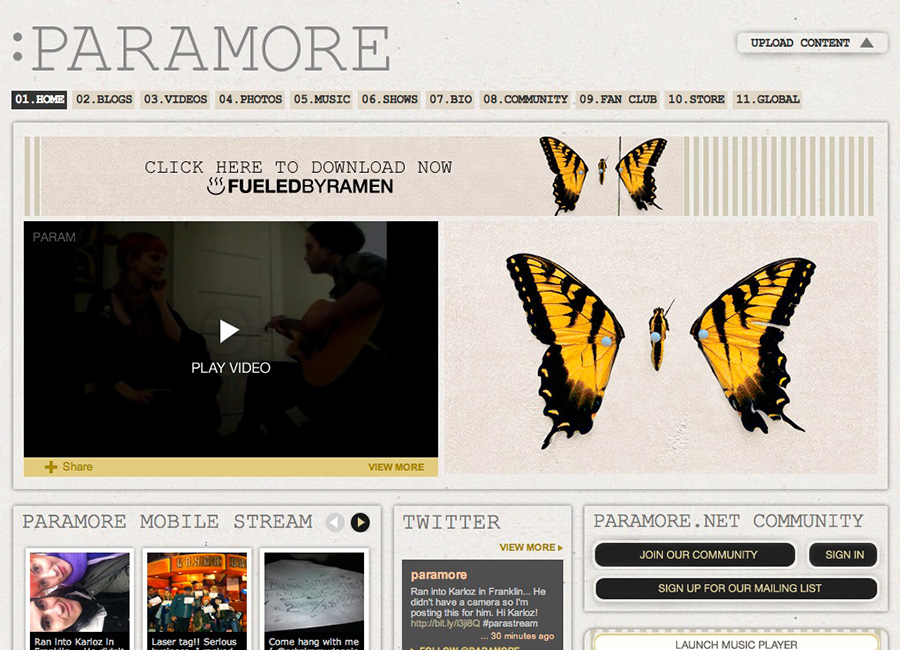 :PARAMORE
UPLOAD CONTENT
01.HOME 02.BLOGS 03.VIDEOS 04.PHOTOS 05.MUSIC 06.SHOWS 07.BIO 08.COMMUNITY 09.FAN CLUB 10.STORE 11.GLOBAL
CLICK HERE TO DOWNLOAD NOW
FUELEDBYRAMEN
PARAM
PLAY VIDEO
Share
VIEW MORE
PARAMORE MOBILE STREAM
Ran into Karloz in
Laser tag!! Serious
Come hang with me
TWITTER
VIEW MORE
paramore
Ran into Karloz in Franklin... He
didn't have a camera so I'm
posting this for him. Hi Karloz!
http://bit.ly/i3ji8Q #parastream
... 30 minutes ago
FOLLOW @PARAMORE
PARAMORE.NET COMMUNITY
JOIN OUR COMMUNITY
SIGN IN
SIGN UP FOR OUR MAILING LIST
LAUNCH MUSIC PLAYER